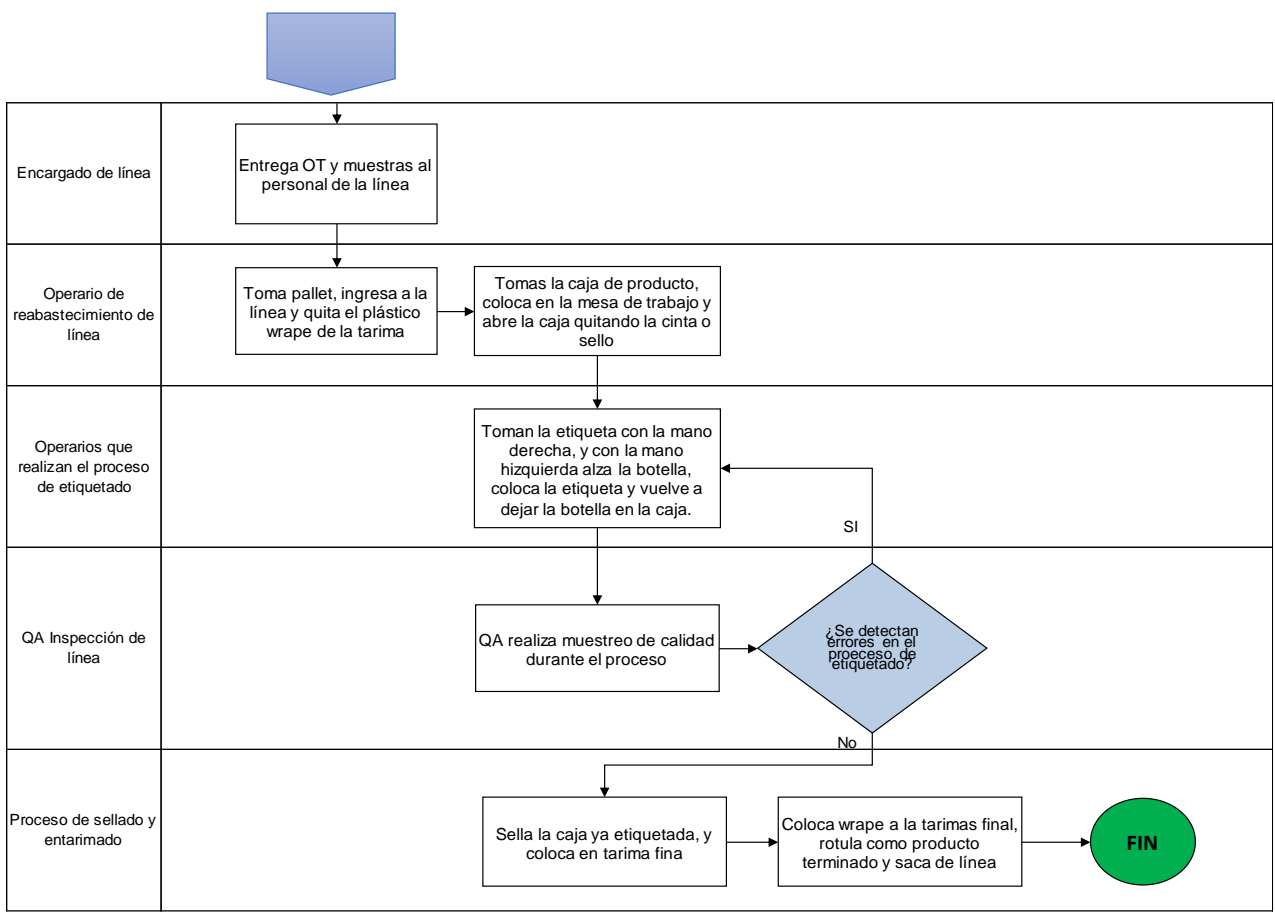 Encargado de línea
Entrega OT y muestras al
personal de la línea
Operario de
reabastecimiento de
línea
Toma pallet, ingresa a la
línea y quita el plástico
wrape de la tarima
Tomas la caja de producto,
coloca en la mesa de trabajo y
abre la caja quitando la cinta o
sello
Operarios que
realizan el proceso
de etiquetado
Toman la etiqueta con la mano
derecha, y con la mano
hizquierda alza la botella,
coloca la etiqueta y vuelve a
dejar la botella en la caja.
SI
QA Inspección de
línea
QA realiza muestreo de calidad
durante el proceso
¿Se detectan
errores en el
proeceso de
etiquetado?
No
Proceso de sellado y
entarimado
Sella la caja ya etiquetada, y
coloca en tarima fina
Coloca wrape a la tarimas final,
rotula como producto
terminado y saca de línea
FIN